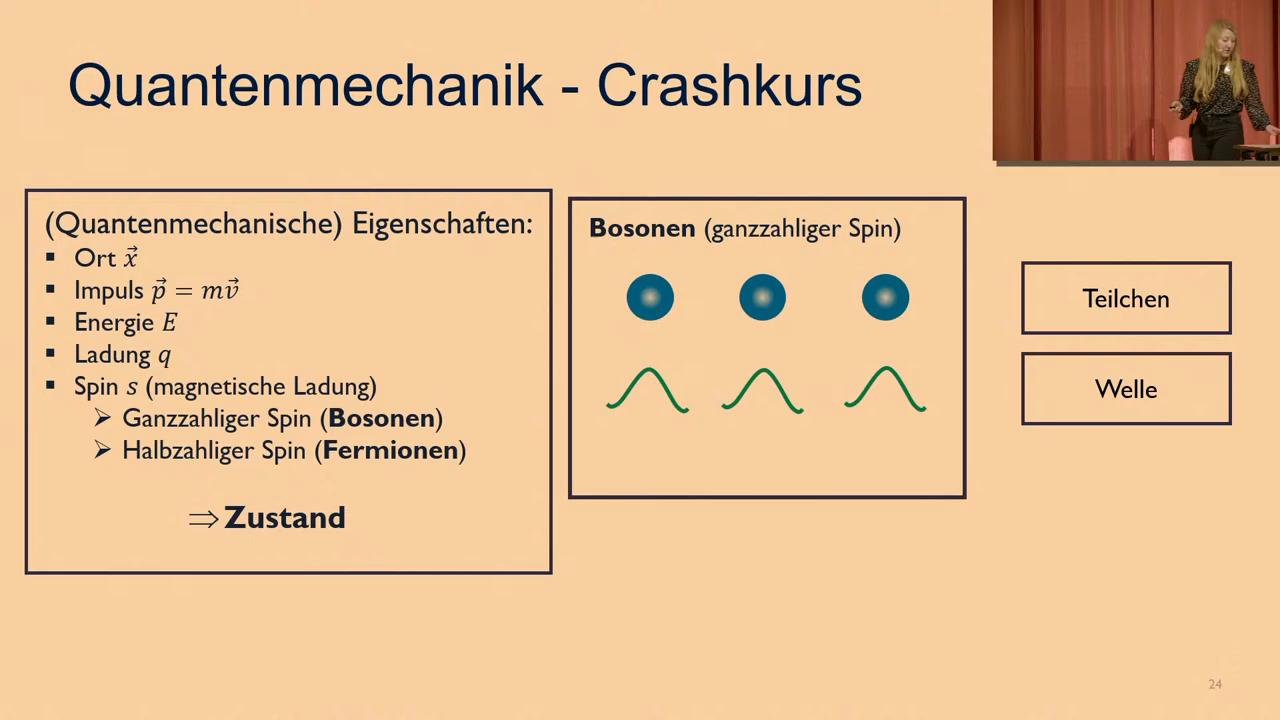 Quantenmechanik - Crashkurs
(Quantenmechanische) Eigenschaften:
▪ Ort x⃗
▪ Impuls p⃗ = mv⃗
▪ Energie E
▪ Ladung q
▪ Spin s (magnetische Ladung)
➢ Ganzzahliger Spin (Bosonen)
➢ Halbzahliger Spin (Fermionen)
⇒ Zustand
Bosonen (ganzzahliger Spin)
Teilchen
Welle
24